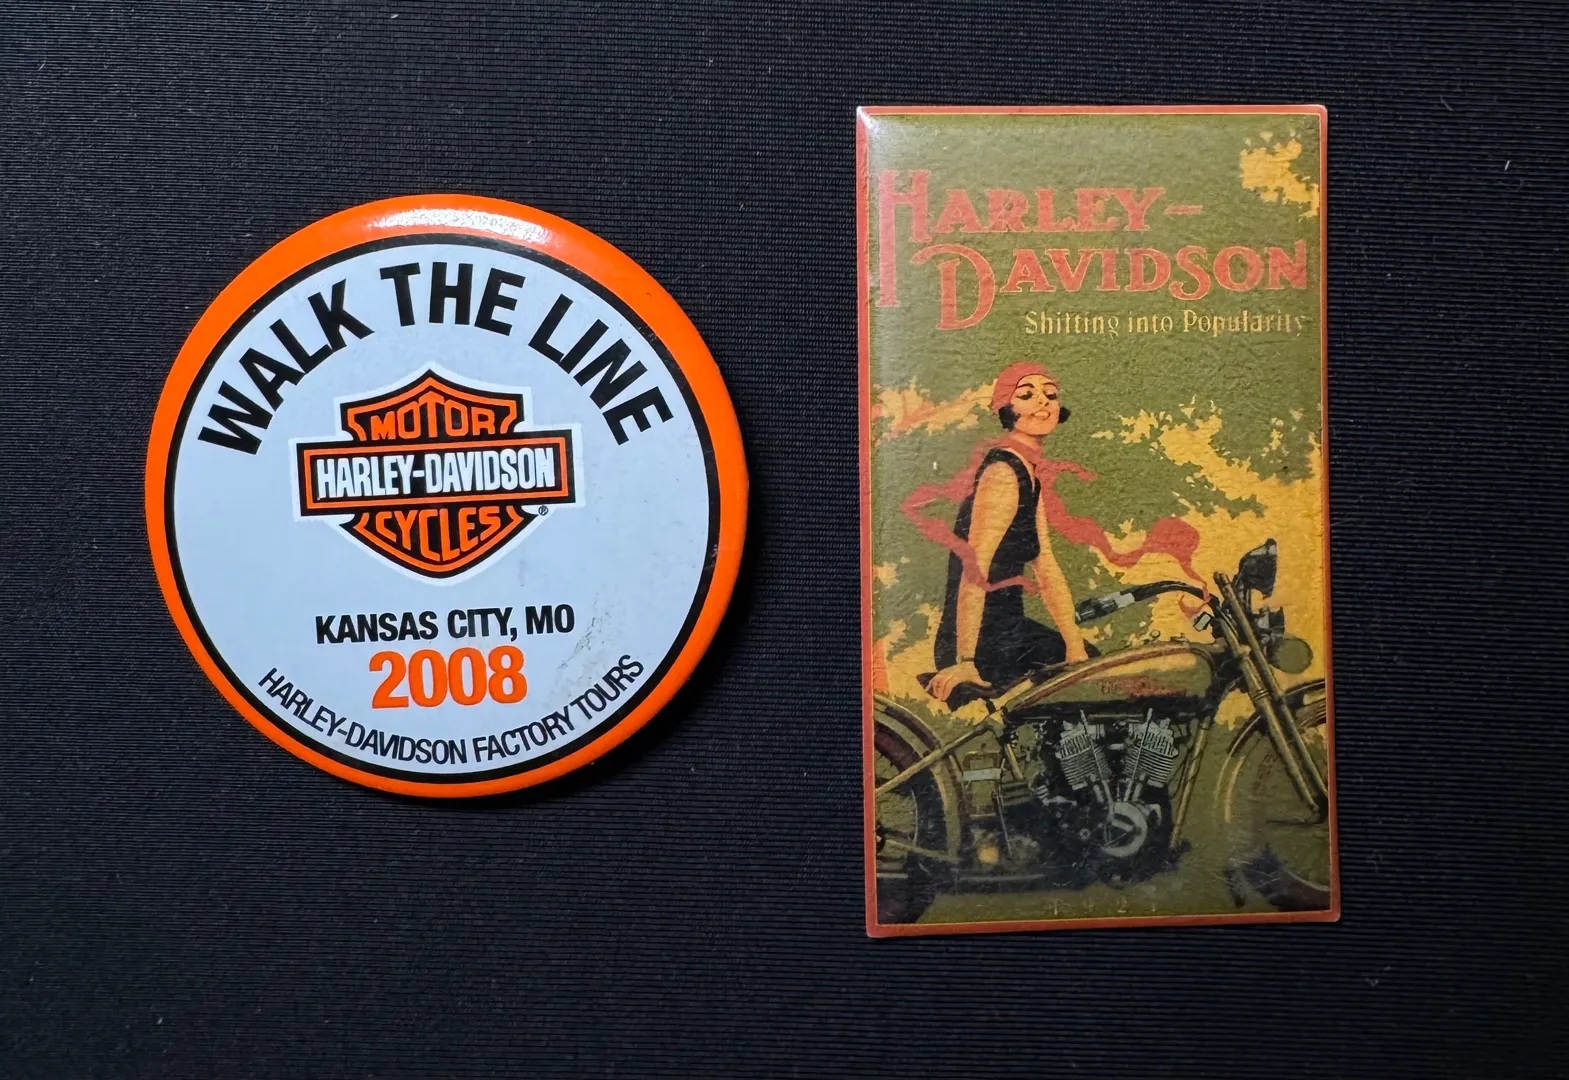 WALK THE LINE
MOTOR
HARLEY-DAVIDSON
CYCLES
®
KANSAS CITY, MO
2008
HARLEY-DAVIDSON FACTORY TOURS
HARLEY-
DAVIDSON
Shifting into Popularity